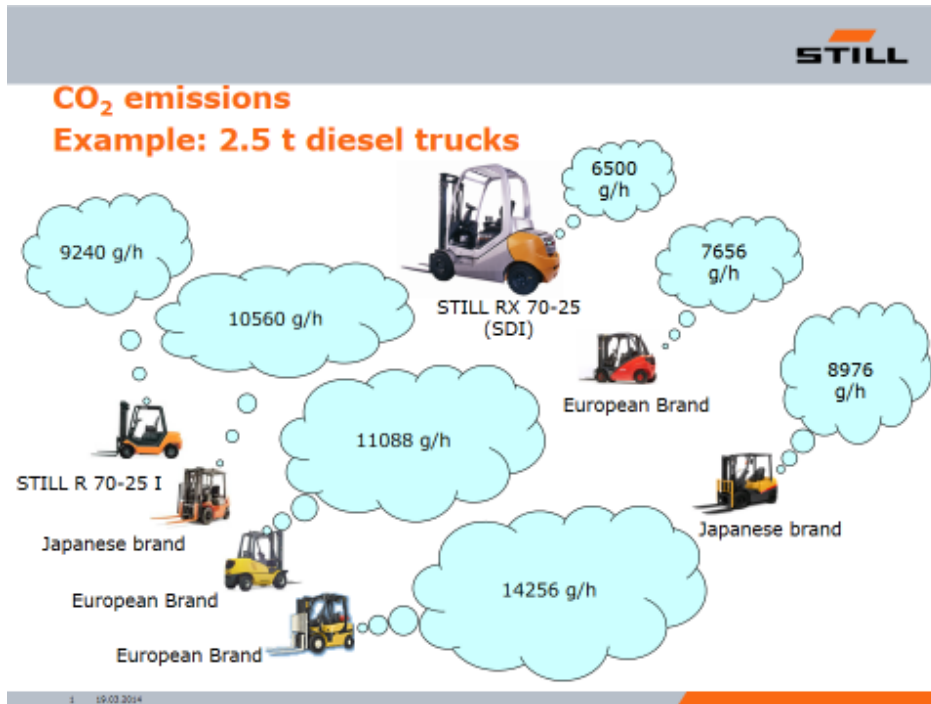 STILL
CO₂ emissions
Example: 2.5 t diesel trucks
6500
g/h
9240 g/h
7656
g/h
10560 g/h
STILL RX 70-25
(SDI)
8976
g/h
European Brand
11088 g/h
STILL R 70-25 I
Japanese brand
Japanese brand
European Brand
14256 g/h
European Brand
1 19.03.2014